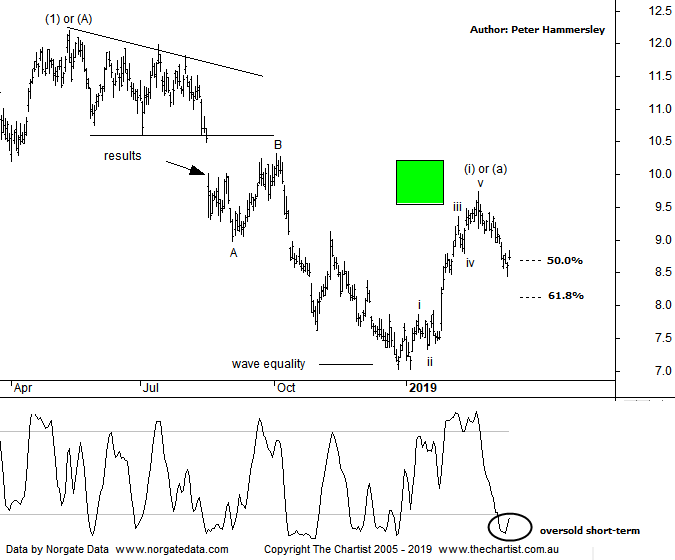 (1) or (A)
Author: Peter Hammersley
12.5
12.0
11.5
11.0
10.5
results
B
(i) or (a)
10.0
v
iii
9.5
A
iv
9.0
50.0%
8.5
61.8%
i
8.0
ii
7.5
wave equality
7.0
Apr Jul Oct 2019
oversold short-term
Data by Norgate Data www.norgatedata.com Copyright The Chartist 2005 - 2019 www.thechartist.com.au